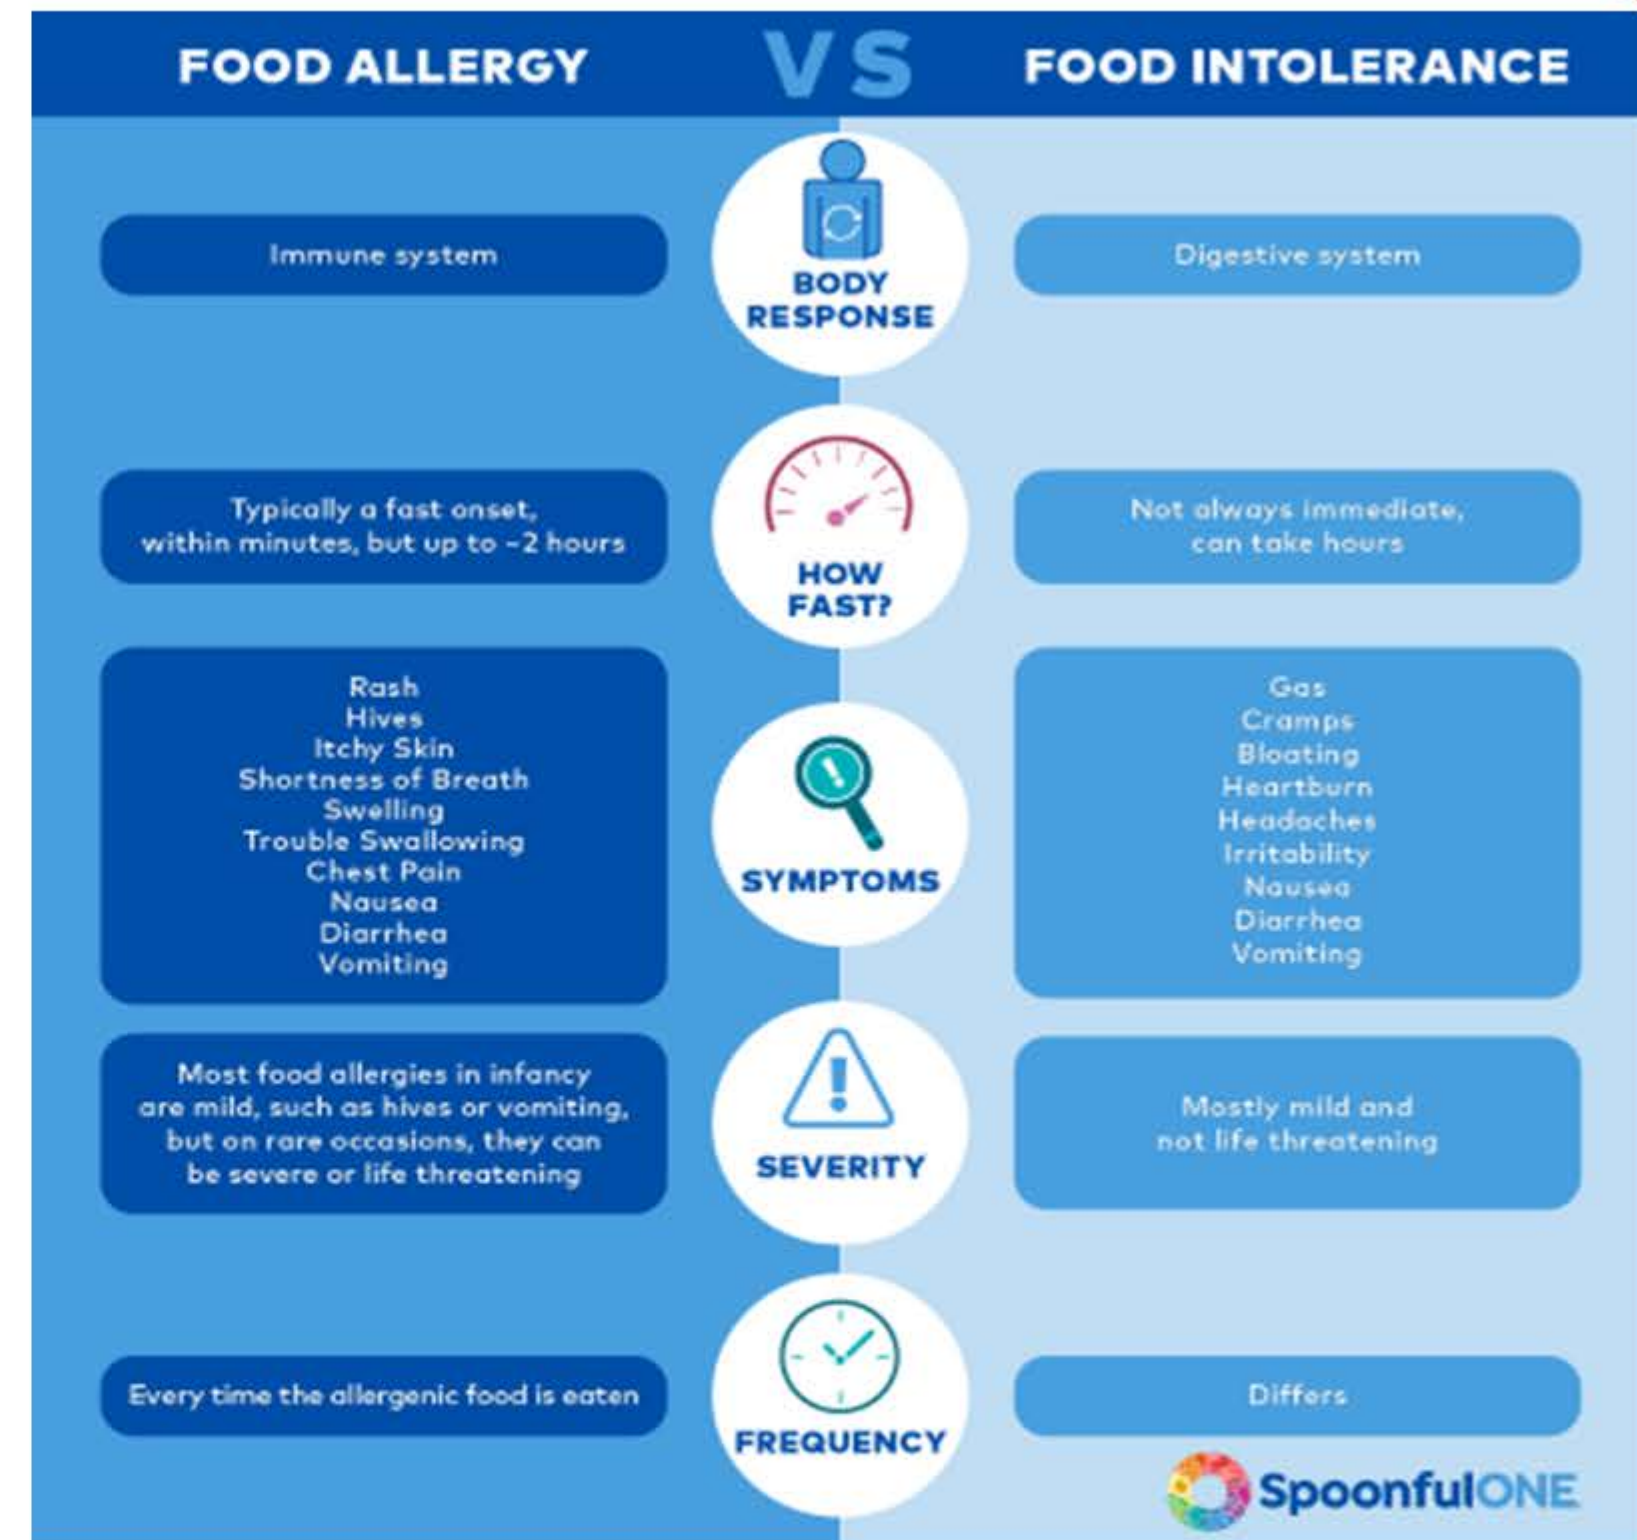 FOOD ALLERGY VS FOOD INTOLERANCE
BODY
RESPONSE
Immune system
Digestive system
HOW
FAST?
Typically a fast onset,
within minutes, but up to ~2 hours
Not always immediate,
can take hours
SYMPTOMS
Rash
Hives
Itchy Skin
Shortness of Breath
Swelling
Trouble Swallowing
Chest Pain
Nausea
Diarrhea
Vomiting
Gas
Cramps
Bloating
Heartburn
Headaches
Irritability
Nausea
Diarrhea
Vomiting
SEVERITY
Most food allergies in infancy
are mild, such as hives or vomiting,
but on rare occasions, they can
be severe or life threatening
Mostly mild and
not life threatening
FREQUENCY
Every time the allergenic food is eaten
Differs
SpoonfulONE